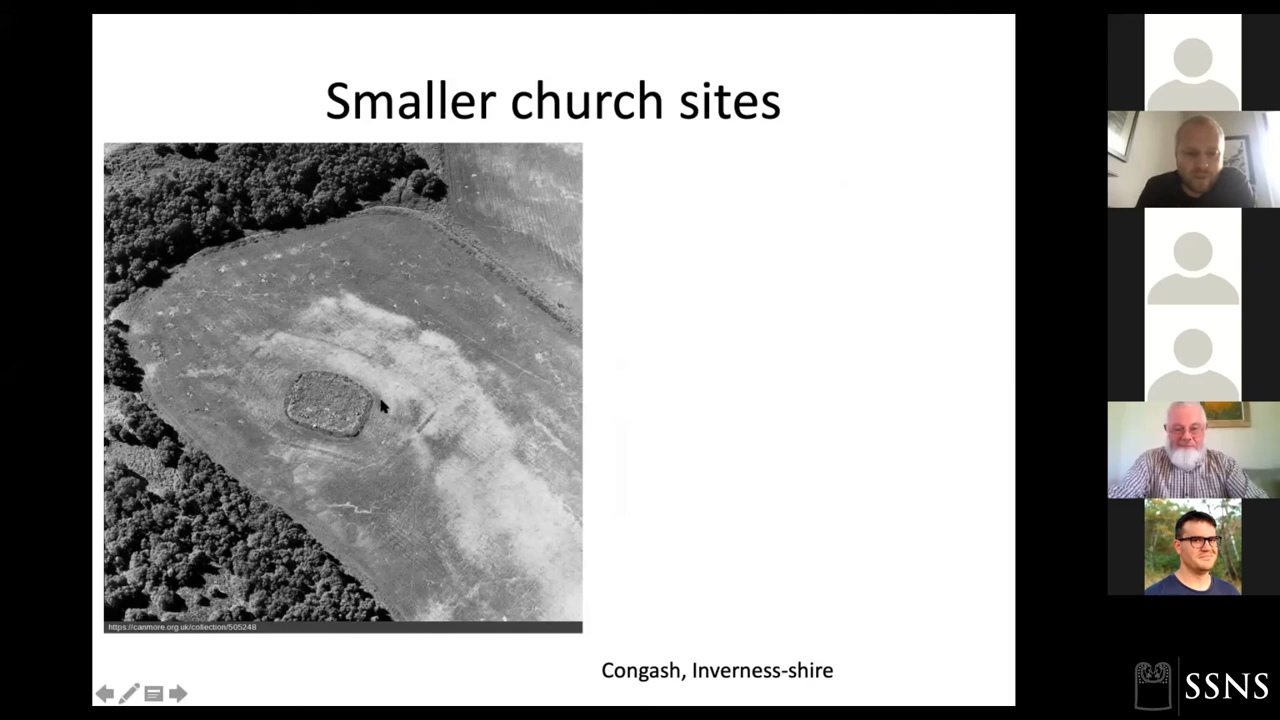 Smaller church sites
https://canmore.org.uk/collection/505248
Congash, Inverness-shire
SSNS